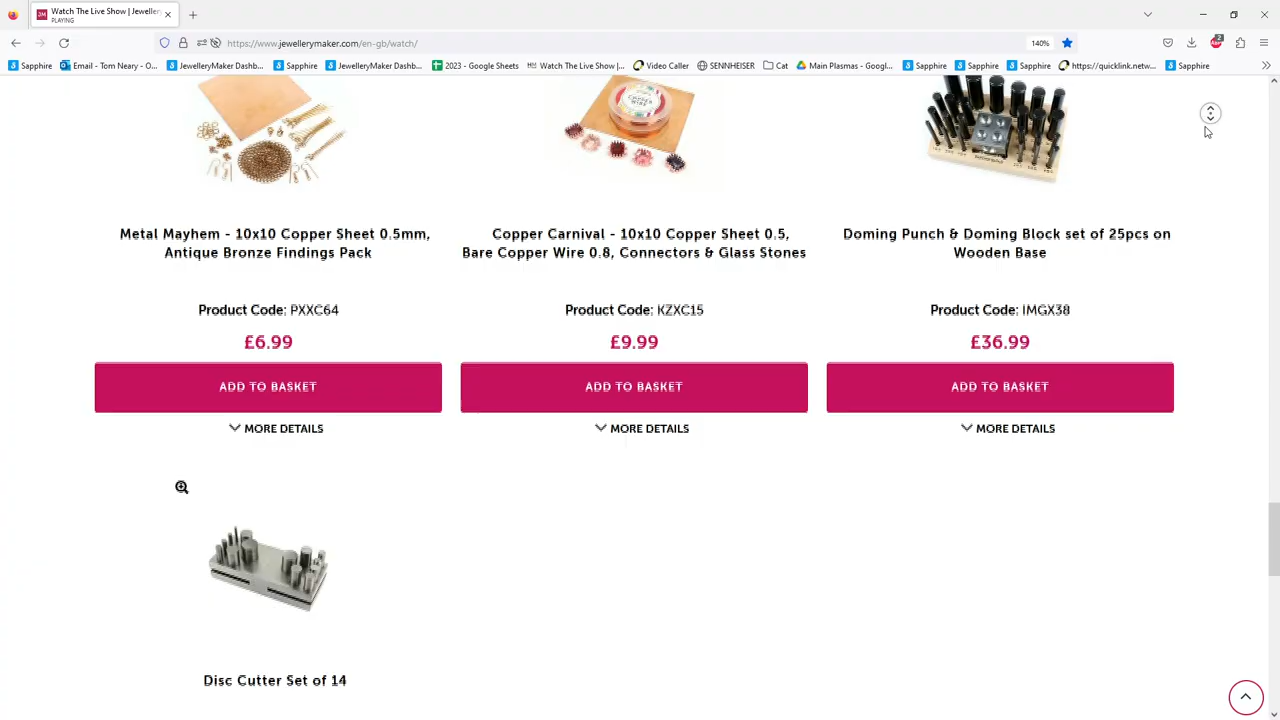 Watch The Live Show | Jeweller
PLAYING
https://www.jewellerymaker.com/en-gb/watch/
140%
2
Sapphire
Email - Tom Neary - O...
JewelleryMaker Dashb...
Sapphire
JewelleryMaker Dashb...
2023 - Google Sheets
Watch The Live Show |...
Video Caller
SENNHEISER
Cat
Main Plasmas - Googl...
Sapphire
Sapphire
Sapphire
https://quicklink.netw...
Sapphire
Metal Mayhem - 10x10 Copper Sheet 0.5mm,
Antique Bronze Findings Pack
Product Code: PXXC64
£6.99
ADD TO BASKET
MORE DETAILS
Copper Carnival - 10x10 Copper Sheet 0.5,
Bare Copper Wire 0.8, Connectors & Glass Stones
Product Code: KZXC15
£9.99
ADD TO BASKET
MORE DETAILS
Doming Punch & Doming Block set of 25pcs on
Wooden Base
Product Code: IMGX38
£36.99
ADD TO BASKET
MORE DETAILS
Disc Cutter Set of 14